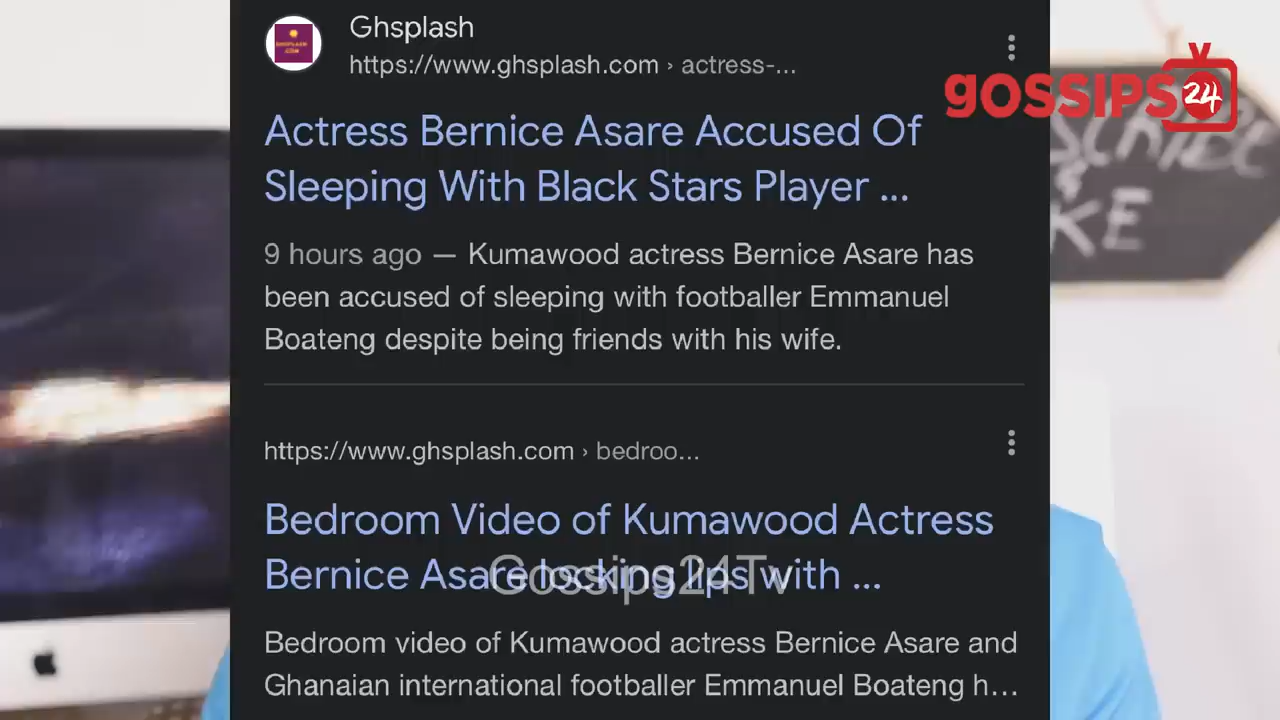 Ghsplash
https://www.ghsplash.com › actress-...
gossips 24
Actress Bernice Asare Accused Of
Sleeping With Black Stars Player ...
9 hours ago — Kumawood actress Bernice Asare has
been accused of sleeping with footballer Emmanuel
Boateng despite being friends with his wife.
https://www.ghsplash.com › bedroo...
Bedroom Video of Kumawood Actress
Bernice Asare locking lips with ...
Gossips24Tv
Bedroom video of Kumawood actress Bernice Asare and
Ghanaian international footballer Emmanuel Boateng h...